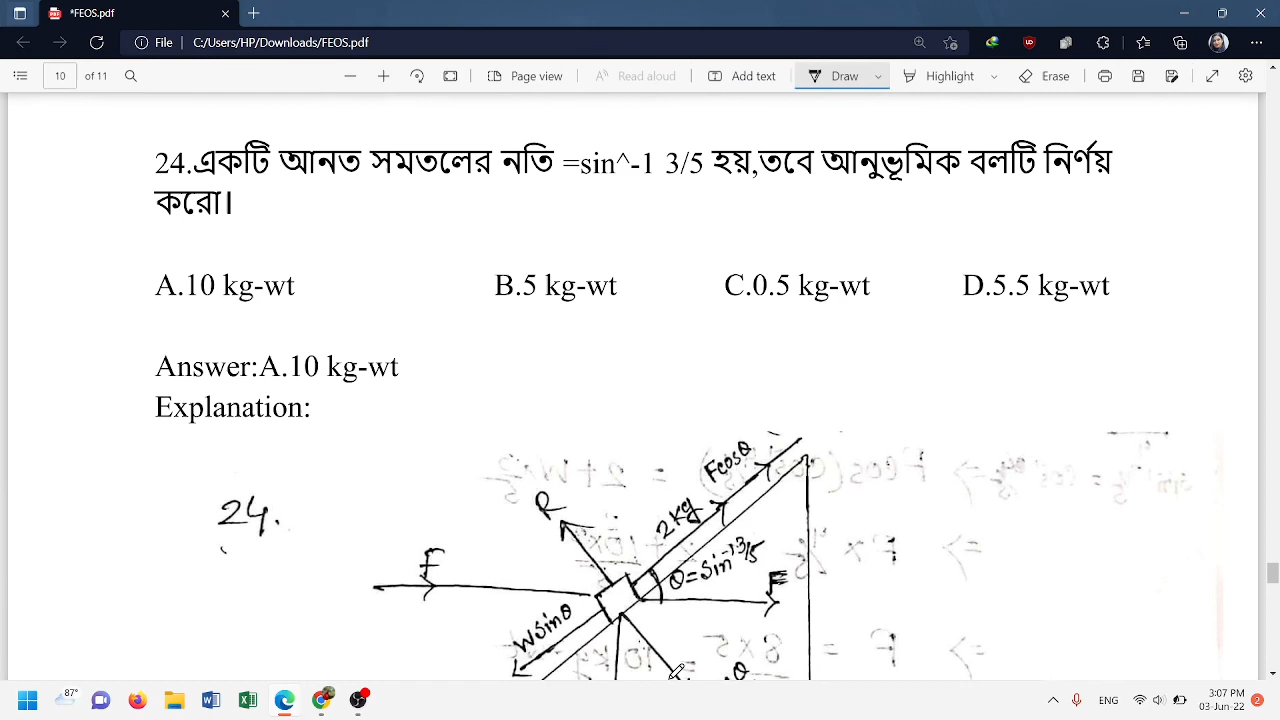 *FEOS.pdf
File C:/Users/HP/Downloads/FEOS.pdf
10 of 11 Page view Read aloud Add text Draw Highlight Erase
24.একটি আনত সমতলের নতি =sin^-1 3/5 হয়,তবে আনুভূমিক বলটি নির্ণয়
করো।
A.10 kg-wt B.5 kg-wt C.0.5 kg-wt D.5.5 kg-wt
Answer:A.10 kg-wt
Explanation:
24.
R 2kg Fcosθ
F θ=sin⁻¹3/5 F
Wsinθ
87°
ENG 3:07 PM
03-Jun-22 2